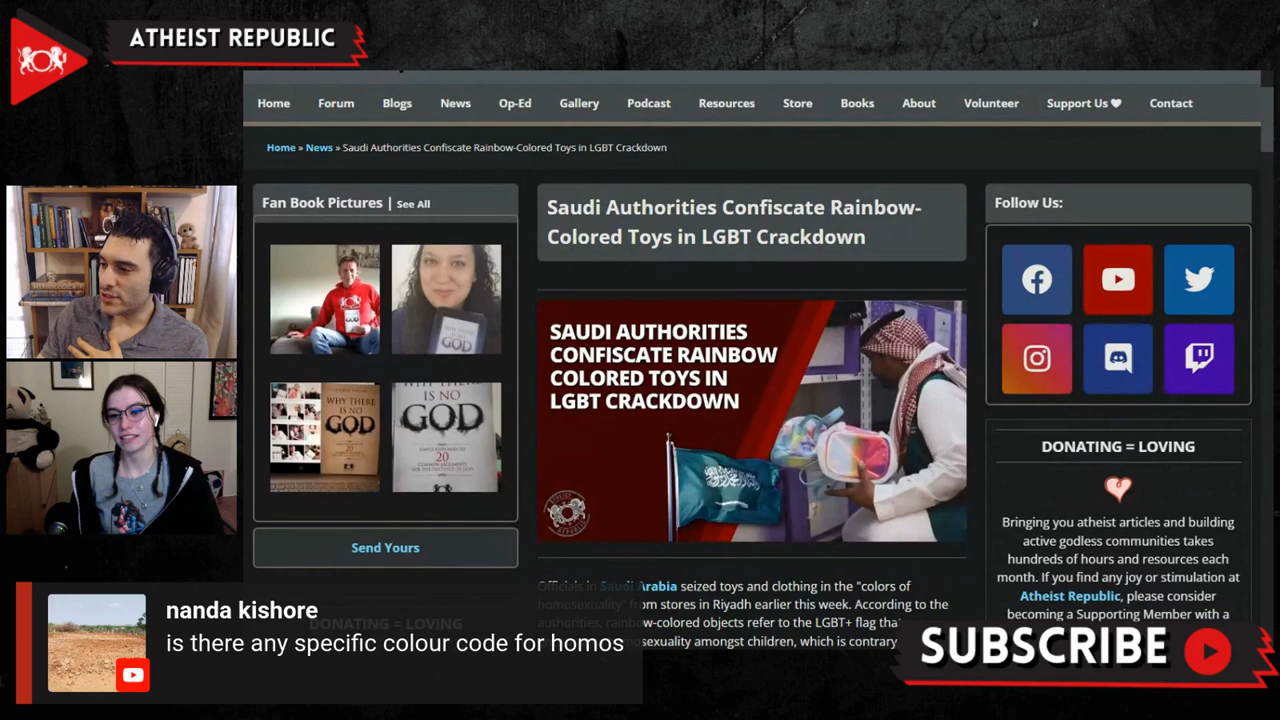 ATHEIST REPUBLIC
Home Forum Blogs News Op-Ed Gallery Podcast Resources Store Books About Volunteer Support Us Contact
Home » News » Saudi Authorities Confiscate Rainbow-Colored Toys in LGBT Crackdown
Fan Book Pictures | See All
WHY THERE
IS NO
GOD
WHY THERE
IS NO
GOD
20
Send Yours
Saudi Authorities Confiscate Rainbow-
Colored Toys in LGBT Crackdown
SAUDI AUTHORITIES
CONFISCATE RAINBOW
COLORED TOYS IN
LGBT CRACKDOWN
Officials in Saudi Arabia seized toys and clothing in the "colors of
homosexuality" from stores in Riyadh earlier this week. According to the
authorities, rainbow-colored objects refer to the LGBT+ flag
amongst children, which is contrary
Follow Us:
DONATING = LOVING
Bringing you atheist articles and building
active godless communities takes
hundreds of hours and resources each
month. If you find any joy or stimulation at
Atheist Republic, please consider
becoming a Supporting Member with a
DONATING = LOVING
nanda kishore
is there any specific colour code for homos
SUBSCRIBE